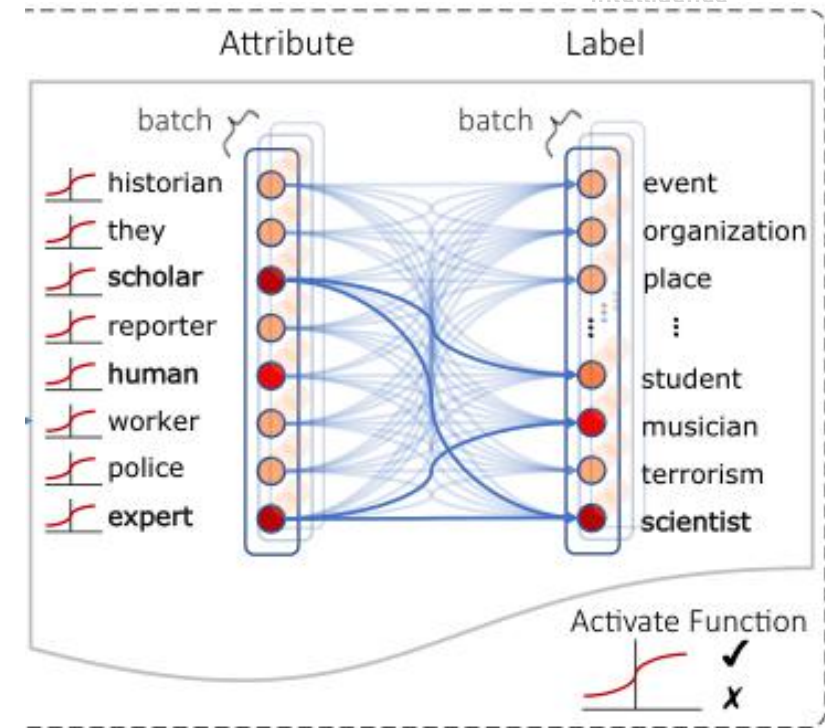 Attribute Label
batch batch
historian event
they organization
scholar place
reporter ⋮
human student
worker musician
police terrorism
expert scientist
Activate Function
✔
✗